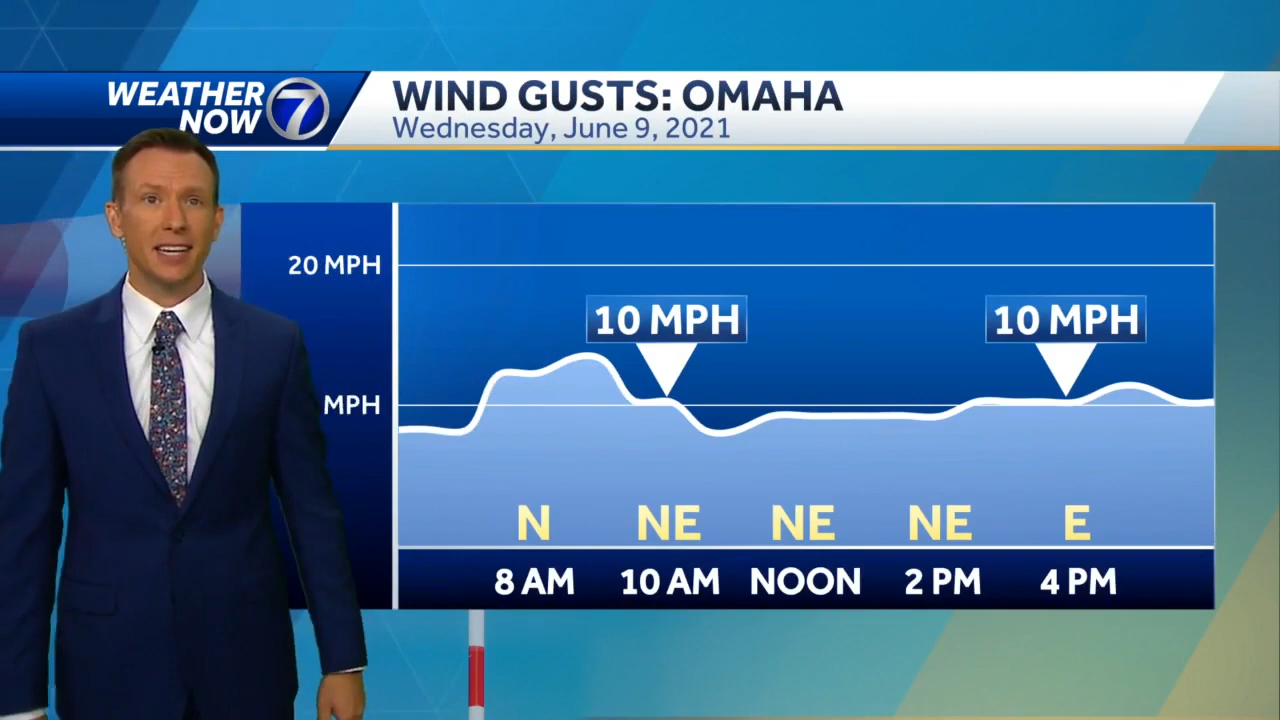 WEATHER
NOW 7
WIND GUSTS: OMAHA
Wednesday, June 9, 2021
20 MPH
10 MPH
10 MPH
MPH
N NE NE NE E
8 AM 10 AM NOON 2 PM 4 PM